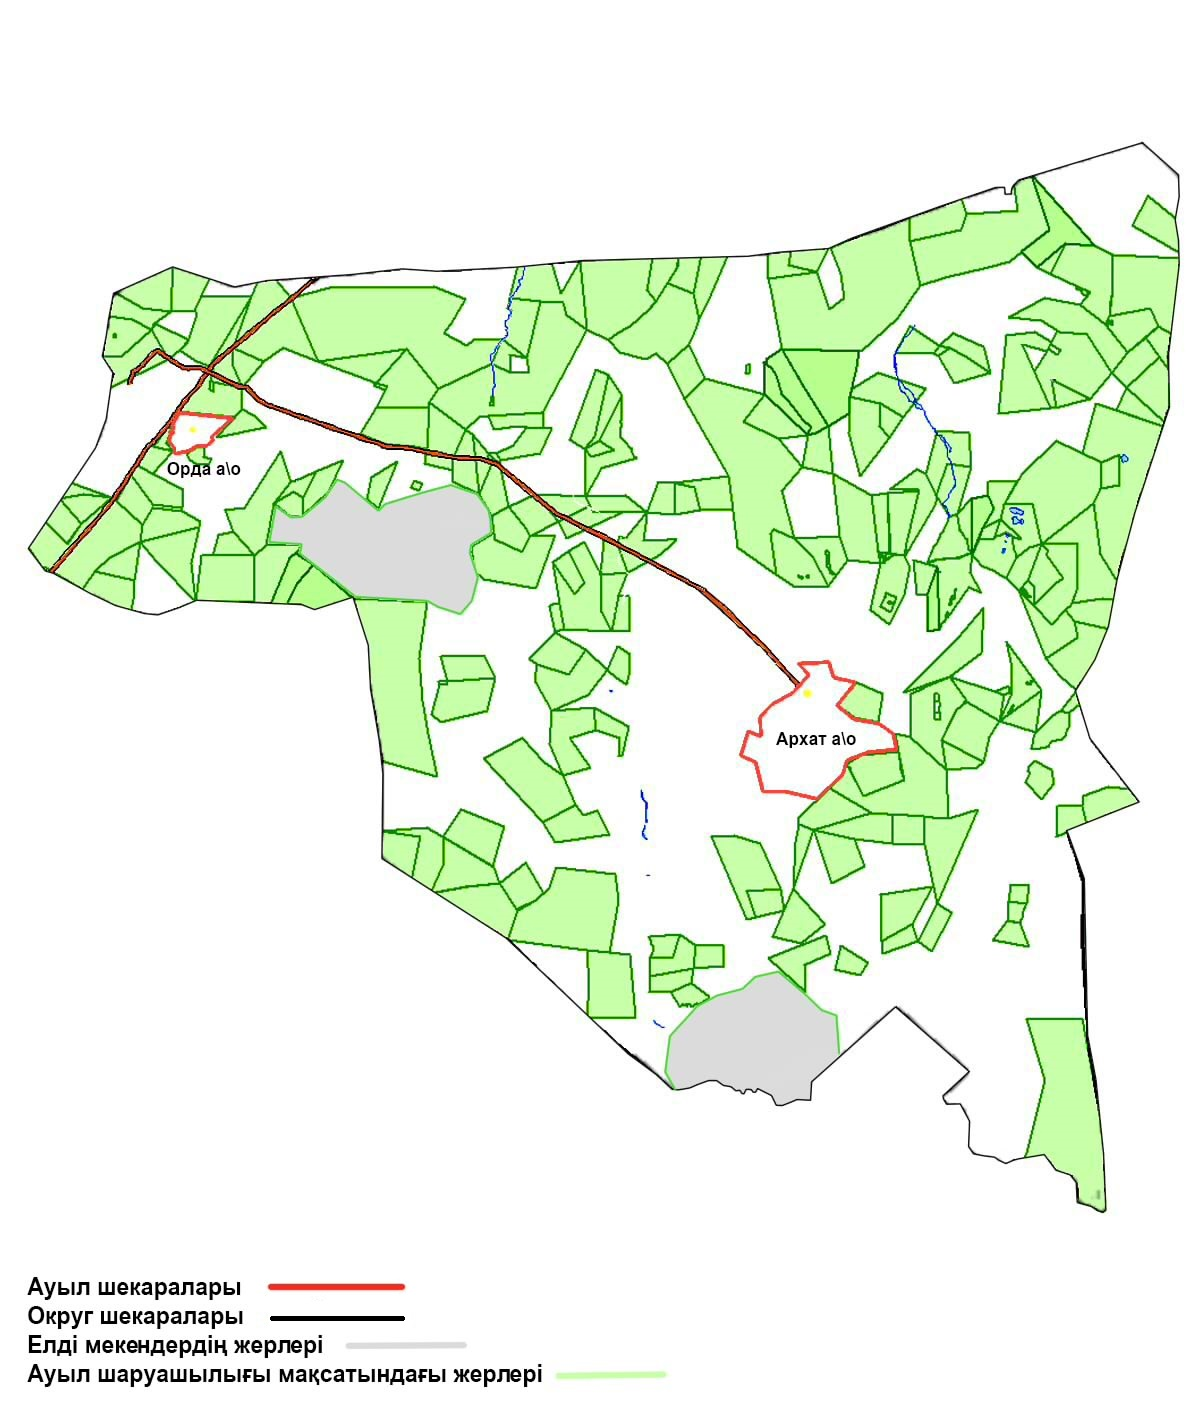 Орда а\о
Архат а\о
Ауыл шекаралары
Округ шекаралары
Елді мекендердің жерлері
Ауыл шаруашылығы мақсатындағы жерлері